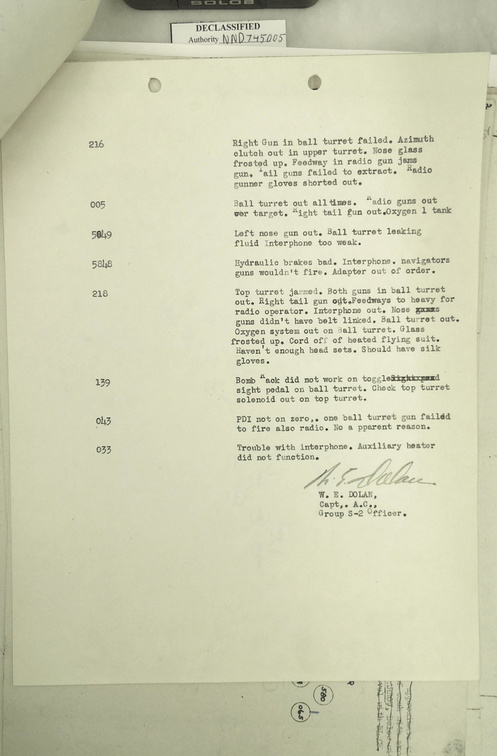 SOLOS
DECLASSIFIED
Authority NND745005
216 Right Gun in ball turret failed. Azimuth
clutch out in upper turret. Nose glass
frosted up. Feedway in radio gun jams
gun. Tail guns failed to extract. Radio
gunner gloves shorted out.
005 Ball turret out alltimes. Radio guns out
over target. Right tail gun out.Oxygen 1 tank
5849 Left nose gun out. Ball turret leaking
fluid Interphone too weak.
5848 Hydraulic brakes bad. Interphone. navigators
guns wouldn't fire. Adapter out of order.
218 Top turret jammed. Both guns in ball turret
out. Right tail gun out.Feedways to heavy for
radio operator. Interphone out. Nose
guns didn't have belt linked. Ball turret out.
Oxygen system out on Ball turret. Glass
frosted up. Cord off of heated flying suit.
Haven't enough head sets. Should have silk
gloves.
139 Bomb Rack did not work on toggle
sight pedal on ball turret. Check top turret
solenoid out on top turret.
043 PDI not on zero,. one ball turret gun failed
to fire also radio. No a pparent reason.
033 Trouble with interphone. Auxiliary heater
did not function.
W. E. Dolan
W. E. DOLAN,
Capt,. A.C.,
Group S-2 Officer.
580
065